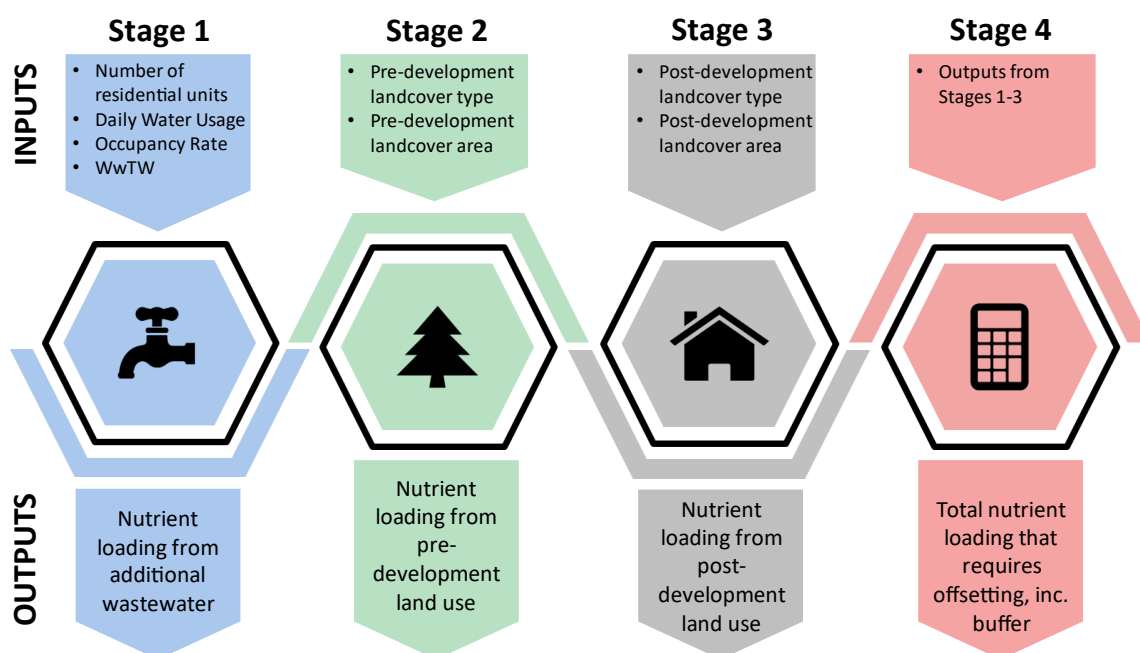 Stage 1
Stage 2
Stage 3
Stage 4
INPUTS
• Number of
residential units
• Daily Water Usage
• Occupancy Rate
• WwTW
• Pre-development
landcover type
• Pre-development
landcover area
• Post-development
landcover type
• Post-development
landcover area
• Outputs from
Stages 1-3
OUTPUTS
Nutrient
loading from
additional
wastewater
Nutrient
loading from
pre-
development
land use
Nutrient
loading from
post-
development
land use
Total nutrient
loading that
requires
offsetting, inc.
buffer